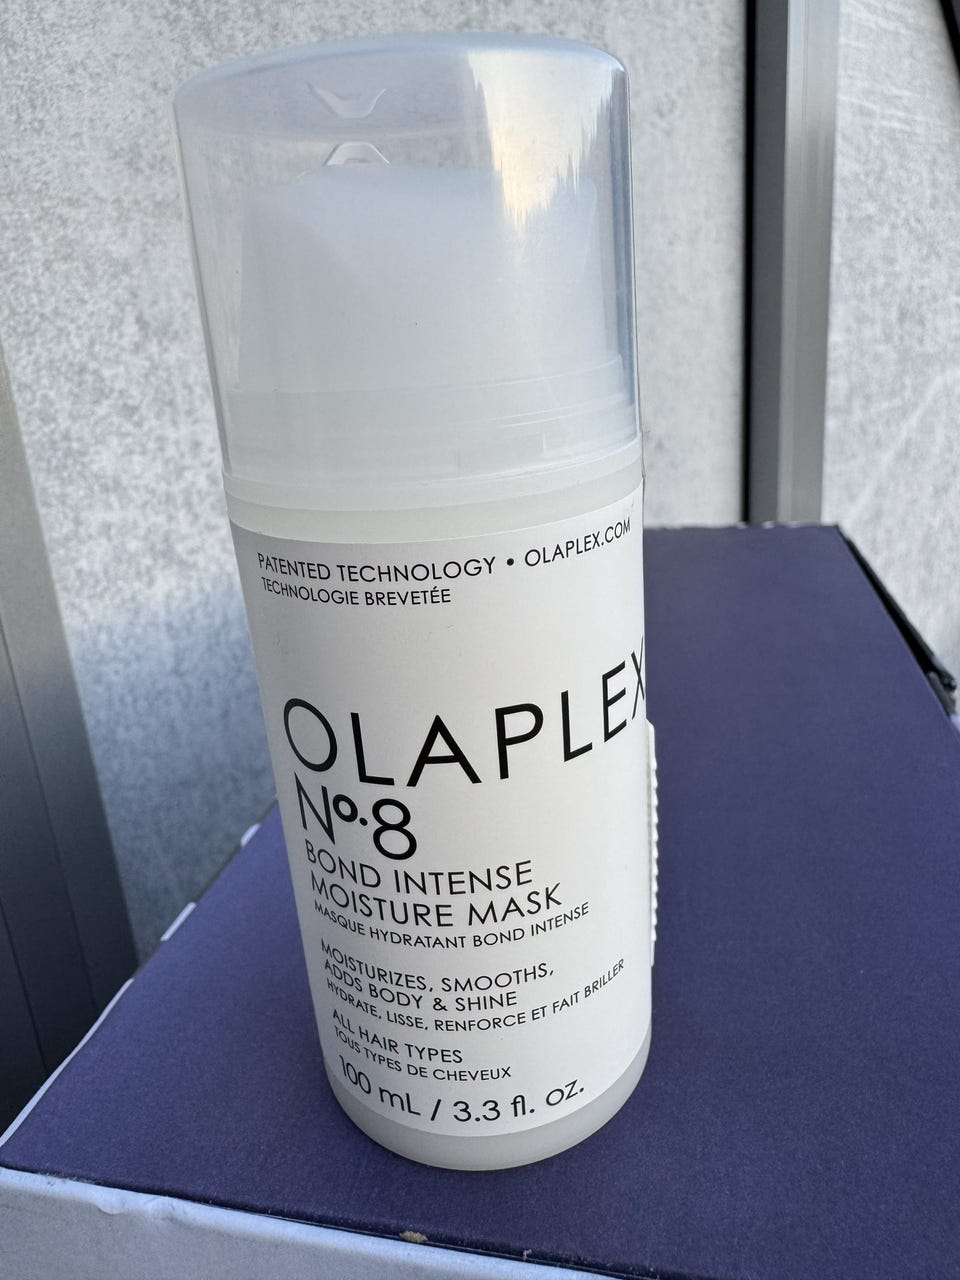 PATENTED TECHNOLOGY • OLAPLEX.COM
TECHNOLOGIE BREVETÉE
OLAPLEX
Nº.8
BOND INTENSE
MOISTURE MASK
MASQUE HYDRATANT BOND INTENSE
MOISTURIZES, SMOOTHS,
ADDS BODY & SHINE
HYDRATE, LISSE, RENFORCE ET FAIT BRILLER
ALL HAIR TYPES
TOUS TYPES DE CHEVEUX
100 mL / 3.3 fl. oz.